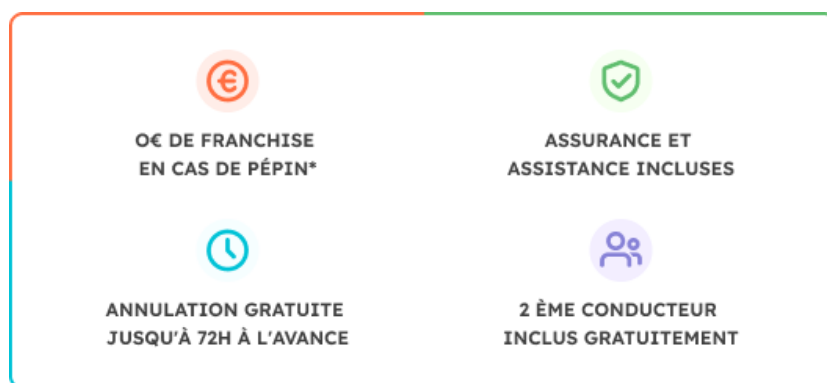 0€ DE FRANCHISE
EN CAS DE PÉPIN*
ASSURANCE ET
ASSISTANCE INCLUSES
ANNULATION GRATUITE
JUSQU'À 72H À L'AVANCE
2 ÈME CONDUCTEUR
INCLUS GRATUITEMENT